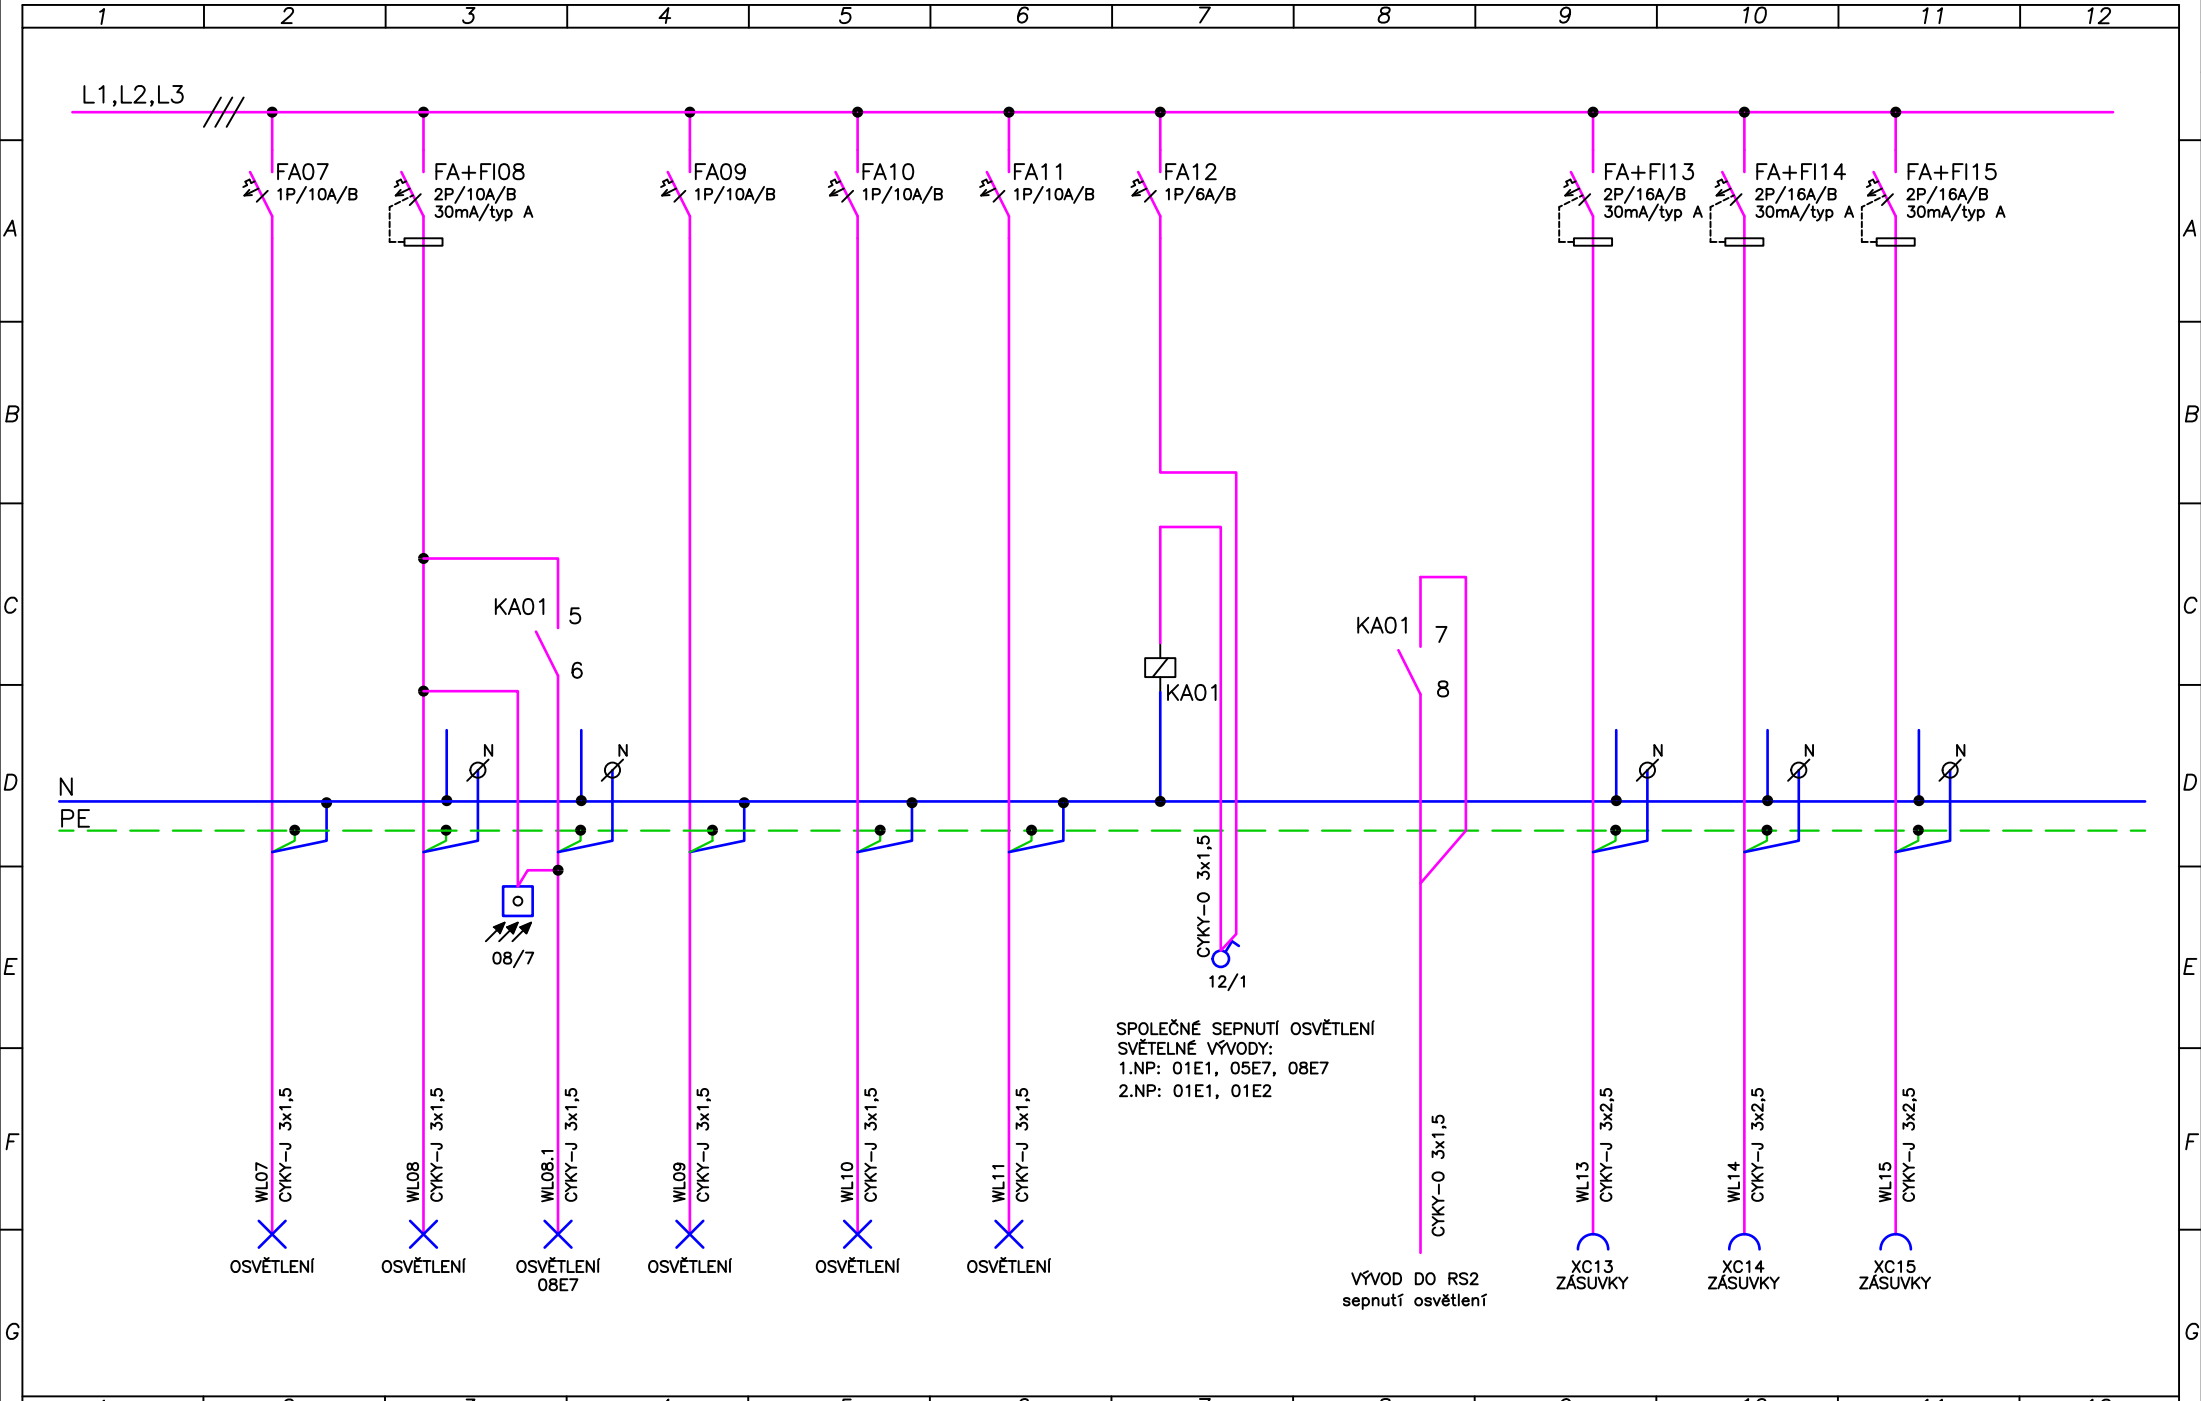 1 2 3 4 5 6 7 8 9 10 11 12
L1,L2,L3
FA07
1P/10A/B
FA+FI08
2P/10A/B
30mA/typ A
FA09
1P/10A/B
FA10
1P/10A/B
FA11
1P/10A/B
FA12
1P/6A/B
FA+FI13
2P/16A/B
30mA/typ A
FA+FI14
2P/16A/B
30mA/typ A
FA+FI15
2P/16A/B
30mA/typ A
A A
B B
C C
KA01 5
6
KA01
KA01 7
8
D D
N N N N N
N
PE
E E
08/7
CYKY-O 3x1,5
12/1
SPOLEČNÉ SEPNUTÍ OSVĚTLENÍ
SVĚTELNÉ VÝVODY:
1.NP: 01E1, 05E7, 08E7
2.NP: 01E1, 01E2
F F
WL07
CYKY-J 3x1,5
WL08
CYKY-J 3x1,5
WL08.1
CYKY-J 3x1,5
WL09
CYKY-J 3x1,5
WL10
CYKY-J 3x1,5
WL11
CYKY-J 3x1,5
CYKY-O 3x1,5
WL13
CYKY-J 3x2,5
WL14
CYKY-J 3x2,5
WL15
CYKY-J 3x2,5
OSVĚTLENÍ
OSVĚTLENÍ
OSVĚTLENÍ
08E7
OSVĚTLENÍ
OSVĚTLENÍ
OSVĚTLENÍ
VÝVOD DO RS2
sepnutí osvětlení
XC13
ZÁSUVKY
XC14
ZÁSUVKY
XC15
ZÁSUVKY
G G